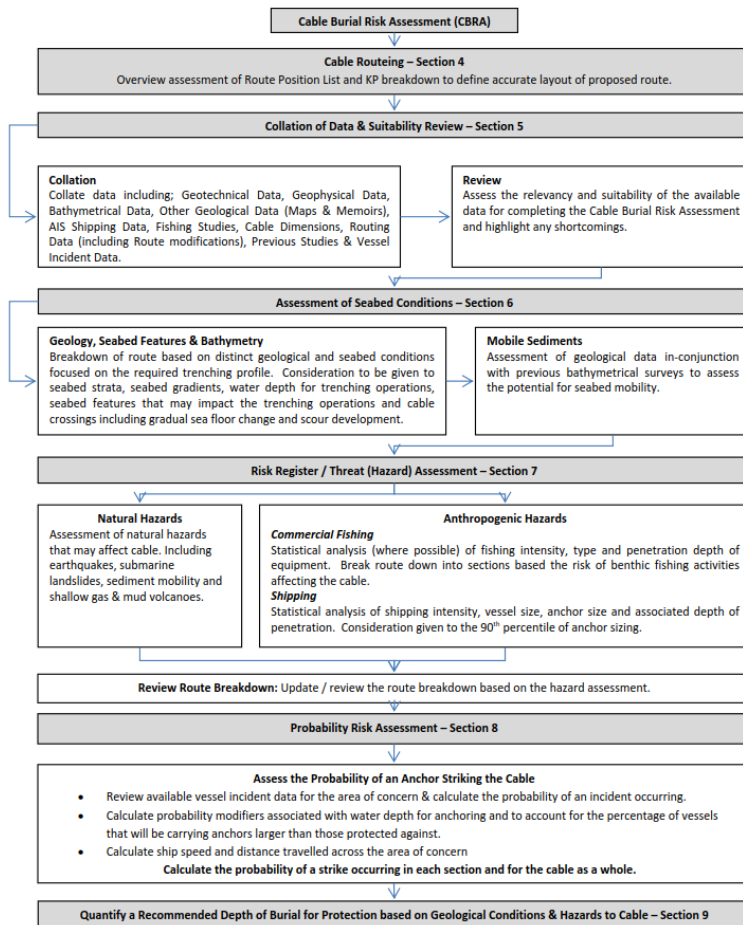 Cable Burial Risk Assessment (CBRA)
Cable Routeing – Section 4
Overview assessment of Route Position List and KP breakdown to define accurate layout of proposed route.
Collation of Data & Suitability Review – Section 5
Collation
Collate data including; Geotechnical Data, Geophysical Data,
Bathymetrical Data, Other Geological Data (Maps & Memoirs),
AIS Shipping Data, Fishing Studies, Cable Dimensions, Routing
Data (including Route modifications), Previous Studies & Vessel
Incident Data.
Review
Assess the relevancy and suitability of the available
data for completing the Cable Burial Risk Assessment
and highlight any shortcomings.
Assessment of Seabed Conditions – Section 6
Geology, Seabed Features & Bathymetry
Breakdown of route based on distinct geological and seabed conditions
focused on the required trenching profile. Consideration to be given to
seabed strata, seabed gradients, water depth for trenching operations,
seabed features that may impact the trenching operations and cable
crossings including gradual sea floor change and scour development.
Mobile Sediments
Assessment of geological data in-conjunction
with previous bathymetrical surveys to assess
the potential for seabed mobility.
Risk Register / Threat (Hazard) Assessment – Section 7
Natural Hazards
Assessment of natural hazards
that may affect cable. Including
earthquakes, submarine
landslides, sediment mobility and
shallow gas & mud volcanoes.
Anthropogenic Hazards
Commercial Fishing
Statistical analysis (where possible) of fishing intensity, type and penetration depth of
equipment. Break route down into sections based the risk of benthic fishing activities
affecting the cable.
Shipping
Statistical analysis of shipping intensity, vessel size, anchor size and associated depth of
penetration. Consideration given to the 90th percentile of anchor sizing.
Review Route Breakdown: Update / review the route breakdown based on the hazard assessment.
Probability Risk Assessment – Section 8
Assess the Probability of an Anchor Striking the Cable
• Review available vessel incident data for the area of concern & calculate the probability of an incident occurring.
• Calculate probability modifiers associated with water depth for anchoring and to account for the percentage of vessels
that will be carrying anchors larger than those protected against.
• Calculate ship speed and distance travelled across the area of concern
Calculate the probability of a strike occurring in each section and for the cable as a whole.
Quantify a Recommended Depth of Burial for Protection based on Geological Conditions & Hazards to Cable – Section 9